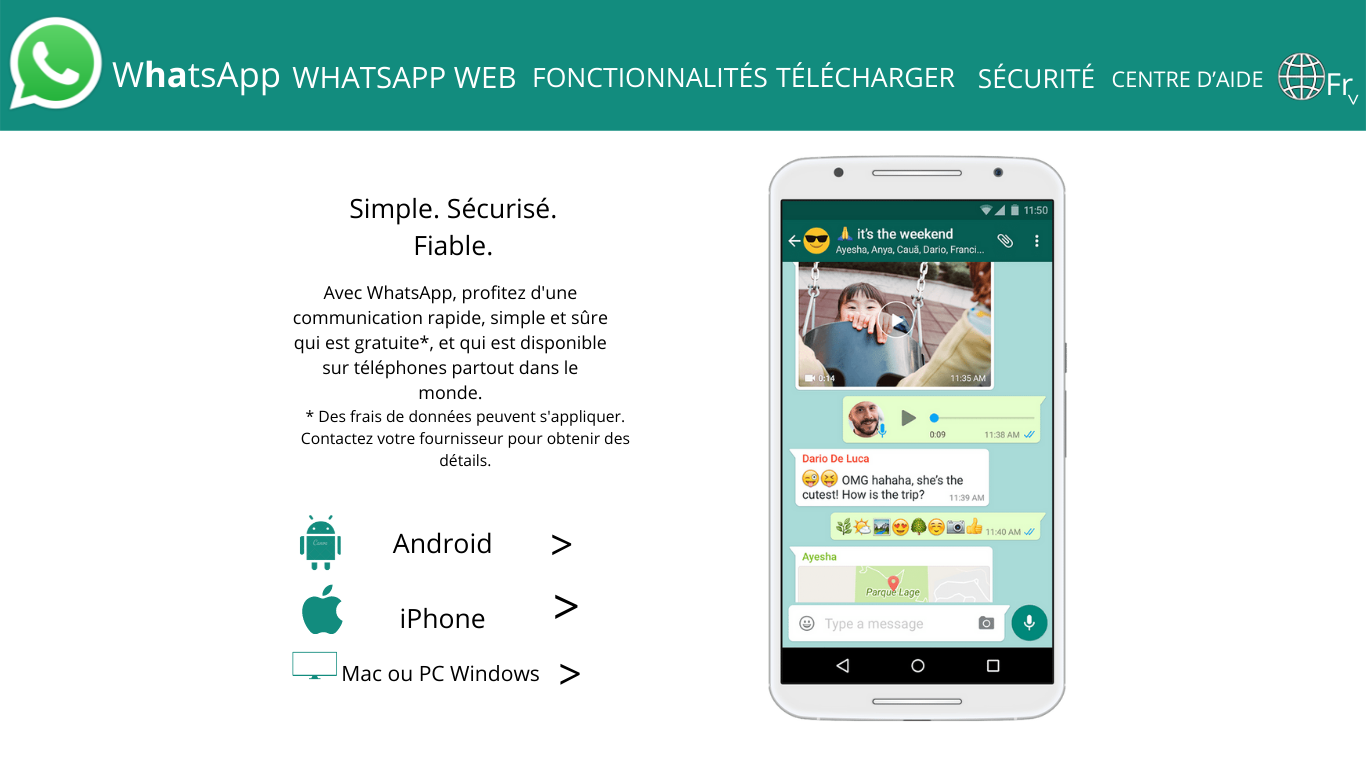 WhatsApp WHATSAPP WEB FONCTIONNALITÉS TÉLÉCHARGER SÉCURITÉ CENTRE D’AIDE Fr
Simple. Sécurisé.
Fiable.
Avec WhatsApp, profitez d'une
communication rapide, simple et sûre
qui est gratuite*, et qui est disponible
sur téléphones partout dans le
monde.
* Des frais de données peuvent s'appliquer.
Contactez votre fournisseur pour obtenir des
détails.
Android >
iPhone >
Mac ou PC Windows >
11:50
it’s the weekend
Ayesha, Anya, Cauã, Dario, Franci...
0:14 11:35 AM
0:09 11:38 AM
Dario De Luca
OMG hahaha, she’s the
cutest! How is the trip? 11:39 AM
11:40 AM
Ayesha
Parque Lage
Type a message